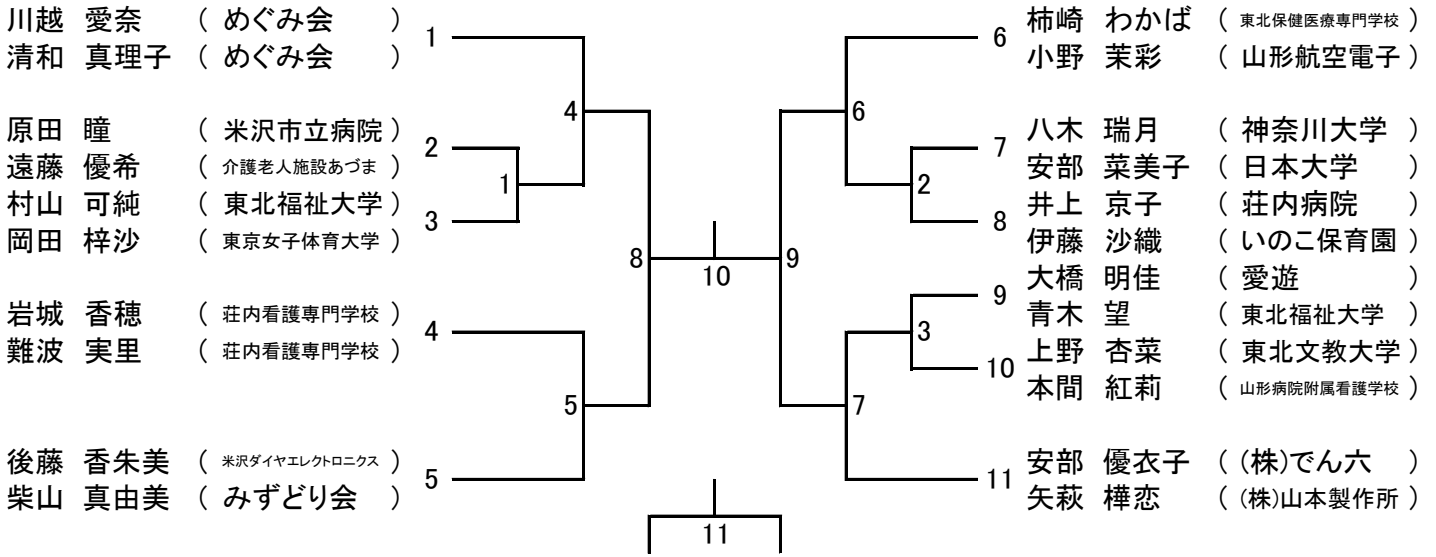 川越 愛奈 ( めぐみ会 ) 1
清和 真理子 ( めぐみ会 )
原田 瞳 ( 米沢市立病院 ) 2
遠藤 優希 ( 介護老人施設あづま )
村山 可純 ( 東北福祉大学 ) 3
岡田 梓沙 ( 東京女子体育大学 )
岩城 香穂 ( 荘内看護専門学校 ) 4
難波 実里 ( 荘内看護専門学校 )
後藤 香朱美 ( 米沢ダイヤエレクトロニクス ) 5
柴山 真由美 ( みずどり会 )
4
1
8
5
10
11
9
6
2
3
7
6 柿崎 わかば ( 東北保健医療専門学校 )
小野 茉彩 ( 山形航空電子 )
7 八木 瑞月 ( 神奈川大学 )
安部 菜美子 ( 日本大学 )
8 井上 京子 ( 荘内病院 )
伊藤 沙織 ( いのこ保育園 )
9 大橋 明佳 ( 愛遊 )
青木 望 ( 東北福祉大学 )
10 上野 杏菜 ( 東北文教大学 )
本間 紅莉 ( 山形病院附属看護学校 )
11 安部 優衣子 ( (株)でん六 )
矢萩 樺恋 ( (株)山本製作所 )